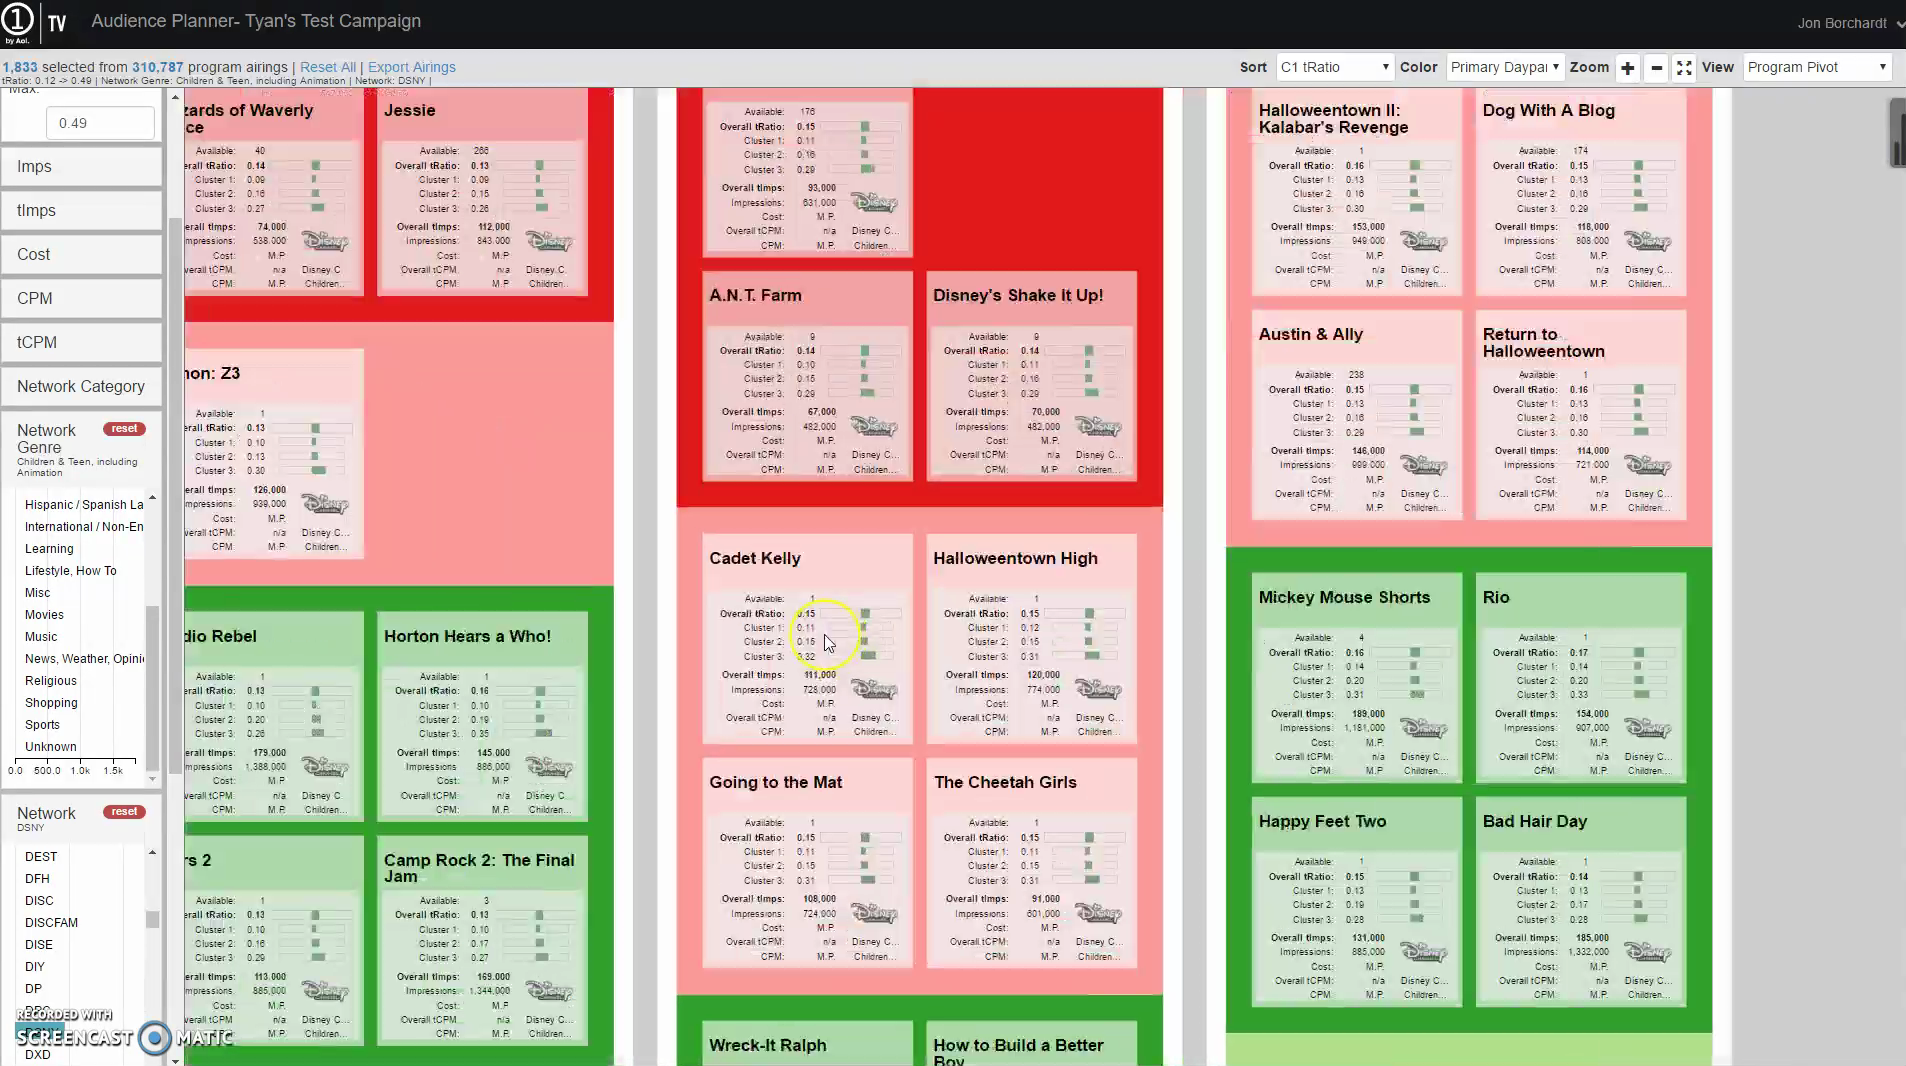 1 TV Audience Planner- Tyan's Test Campaign
by Aol.
Jon Borchardt
1,833 selected from 310,787 program airings | Reset All | Export Airings
tRatio: 0.12 -> 0.49 | Network Genre: Children & Teen, including Animation | Network: DSNY |
Sort C1 tRatio Color Primary Daypar Zoom View Program Pivot
Max:
0.49
Imps
tImps
Cost
CPM
tCPM
Network Category
Network Genre
reset
Children & Teen, including
Animation
Hispanic / Spanish La
International / Non-En
Learning
Lifestyle, How To
Misc
Movies
Music
News, Weather, Opini
Religious
Shopping
Sports
Unknown
0.0 500.0 1.0k 1.5k
Network
reset
DSNY
DEST
DFH
DISC
DISCFAM
DISE
DIY
DP
DXD
RECORDED WITH
SCREENCAST MATIC
zards of Waverly
ce
Available: 40
erall tRatio: 0.14
Cluster 1: 0.09
Cluster 2: 0.16
Cluster 3: 0.27
erall tImps: 74,000
Impressions: 538,000
Cost: M.P.
verall tCPM: n/a Disney C
CPM: M.P. Children...
Jessie
Available: 266
Overall tRatio: 0.13
Cluster 1: 0.09
Cluster 2: 0.15
Cluster 3: 0.26
Overall tImps: 112,000
Impressions: 843,000
Cost: M.P.
Overall tCPM: n/a Disney C.
CPM: M.P. Children...
non: Z3
Available: 1
erall tRatio: 0.13
Cluster 1: 0.10
Cluster 2: 0.13
Cluster 3: 0.30
erall tImps: 126,000
mpressions: 939,000
Cost: M.P.
verall tCPM: n/a Disney C...
CPM: M.P. Children...
dio Rebel
Available: 1
erall tRatio: 0.13
Cluster 1: 0.10
Cluster 2: 0.20
Cluster 3: 0.26
erall tImps: 179,000
mpressions: 1,388,000
Cost: M.P.
verall tCPM: n/a Disney C...
CPM: M.P. Children...
Horton Hears a Who!
Available: 1
Overall tRatio: 0.16
Cluster 1: 0.10
Cluster 2: 0.19
Cluster 3: 0.35
Overall tImps: 145,000
Impressions: 886,000
Cost: M.P
Overall tCPM: n/a Disney C...
CPM: M.P. Children...
rs 2
Available: 1
erall tRatio: 0.13
Cluster 1: 0.10
Cluster 2: 0.16
Cluster 3: 0.29
erall tImps: 113,000
mpressions: 885,000
Cost: M.P.
verall tCPM: n/a Disney C...
CPM: M.P. Children...
Camp Rock 2: The Final
Jam
Available: 3
Overall tRatio: 0.13
Cluster 1: 0.10
Cluster 2: 0.17
Cluster 3: 0.27
Overall tImps: 169,000
Impressions: 1,344,000
Cost: M.P.
Overall tCPM: n/a Disney C...
CPM: M.P. Children...
Available: 176
Overall tRatio: 0.15
Cluster 1: 0.11
Cluster 2: 0.16
Cluster 3: 0.29
Overall tImps: 93,000
Impressions: 631,000
Cost: M.P.
Overall tCPM: n/a Disney C...
CPM: M.P. Children...
A.N.T. Farm
Available: 9
Overall tRatio: 0.14
Cluster 1: 0.10
Cluster 2: 0.15
Cluster 3: 0.29
Overall tImps: 67,000
Impressions: 482,000
Cost: M.P.
Overall tCPM: n/a Disney C...
CPM: M.P. Children...
Disney's Shake It Up!
Available: 9
Overall tRatio: 0.14
Cluster 1: 0.11
Cluster 2: 0.16
Cluster 3: 0.29
Overall tImps: 70,000
Impressions: 482,000
Cost: M.P.
Overall tCPM: n/a Disney C...
CPM: M.P. Children...
Cadet Kelly
Available: 1
Overall tRatio: 0.15
Cluster 1: 0.11
Cluster 2: 0.15
Cluster 3: 0.32
Overall tImps: 111,000
Impressions: 728,000
Cost: M.P.
Overall tCPM: n/a Disney C...
CPM: M.P. Children...
Halloweentown High
Available: 1
Overall tRatio: 0.15
Cluster 1: 0.12
Cluster 2: 0.15
Cluster 3: 0.31
Overall tImps: 120,000
Impressions: 774,000
Cost: M.P.
Overall tCPM: n/a Disney C...
CPM: M.P. Children...
Going to the Mat
Available: 1
Overall tRatio: 0.15
Cluster 1: 0.11
Cluster 2: 0.15
Cluster 3: 0.31
Overall tImps: 108,000
Impressions: 724,000
Cost: M.P.
Overall tCPM: n/a Disney C...
CPM: M.P. Children...
The Cheetah Girls
Available: 1
Overall tRatio: 0.15
Cluster 1: 0.11
Cluster 2: 0.15
Cluster 3: 0.31
Overall tImps: 91,000
Impressions: 601,000
Cost: M.P.
Overall tCPM: n/a Disney C...
CPM: M.P. Children...
Wreck-It Ralph
How to Build a Better
Boy
Halloweentown II:
Kalabar's Revenge
Available: 1
Overall tRatio: 0.16
Cluster 1: 0.13
Cluster 2: 0.16
Cluster 3: 0.30
Overall tImps: 153,000
Impressions: 949,000
Cost: M.P.
Overall tCPM: n/a Disney C...
CPM: M.P. Children...
Dog With A Blog
Available: 174
Overall tRatio: 0.15
Cluster 1: 0.13
Cluster 2: 0.16
Cluster 3: 0.29
Overall tImps: 118,000
Impressions: 808,000
Cost: M.P.
Overall tCPM: n/a Disney C...
CPM: M.P. Children...
Austin & Ally
Available: 238
Overall tRatio: 0.15
Cluster 1: 0.13
Cluster 2: 0.16
Cluster 3: 0.29
Overall tImps: 146,000
Impressions: 999,000
Cost: M.P.
Overall tCPM: n/a Disney C...
CPM: M.P. Children...
Return to
Halloweentown
Available: 1
Overall tRatio: 0.16
Cluster 1: 0.13
Cluster 2: 0.16
Cluster 3: 0.30
Overall tImps: 114,000
Impressions: 721,000
Cost: M.P.
Overall tCPM: n/a Disney C...
CPM: M.P. Children...
Mickey Mouse Shorts
Available: 4
Overall tRatio: 0.16
Cluster 1: 0.14
Cluster 2: 0.20
Cluster 3: 0.31
Overall tImps: 189,000
Impressions: 1,181,000
Cost: M.P.
Overall tCPM: n/a Disney C...
CPM: M.P. Children...
Rio
Available: 1
Overall tRatio: 0.17
Cluster 1: 0.14
Cluster 2: 0.20
Cluster 3: 0.33
Overall tImps: 154,000
Impressions: 907,000
Cost: M.P.
Overall tCPM: n/a Disney C...
CPM: M.P. Children...
Happy Feet Two
Available: 1
Overall tRatio: 0.15
Cluster 1: 0.13
Cluster 2: 0.19
Cluster 3: 0.28
Overall tImps: 131,000
Impressions: 885,000
Cost: M.P.
Overall tCPM: n/a Disney C...
CPM: M.P. Children...
Bad Hair Day
Available: 1
Overall tRatio: 0.14
Cluster 1: 0.13
Cluster 2: 0.17
Cluster 3: 0.28
Overall tImps: 185,000
Impressions: 1,332,000
Cost: M.P.
Overall tCPM: n/a Disney C...
CPM: M.P. Children...